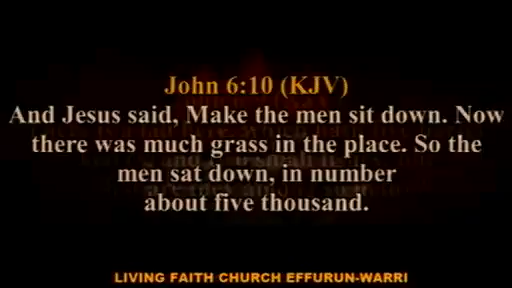 John 6:10 (KJV)
And Jesus said, Make the men sit down. Now
there was much grass in the place. So the
men sat down, in number
about five thousand.
LIVING FAITH CHURCH EFFURUN-WARRI